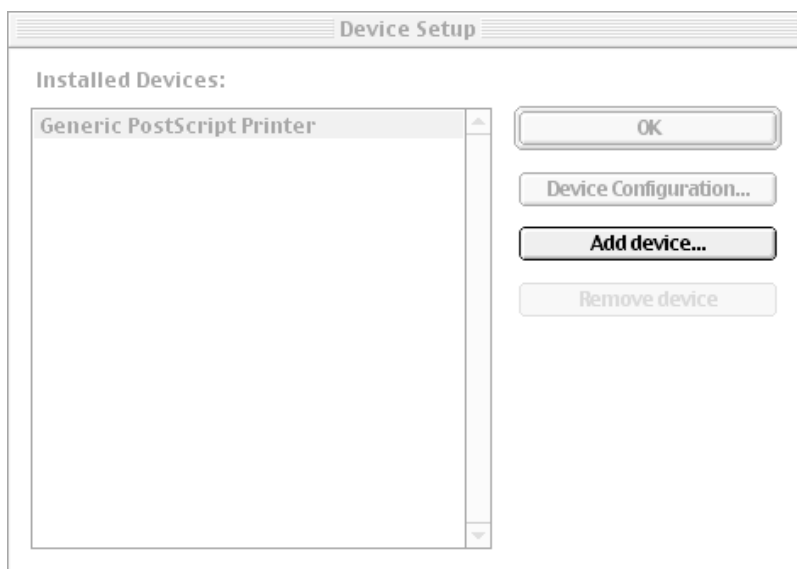 Device Setup
Installed Devices:
Generic PostScript Printer
OK
Device Configuration...
Add device...
Remove device